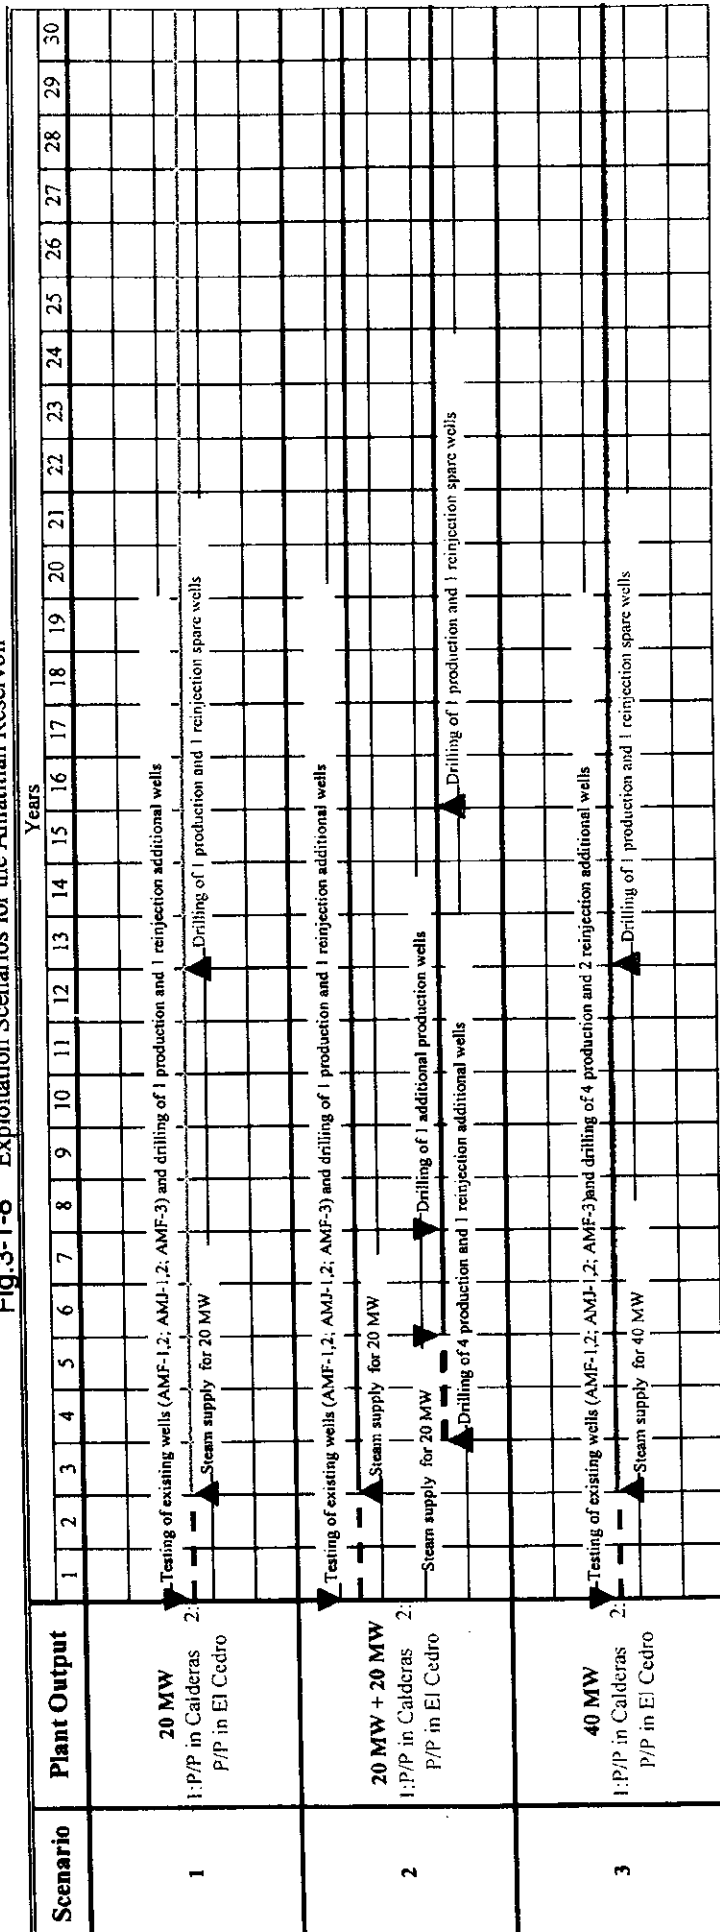 Fig.3-1-8 Exploitation Scenarios for the Amatitlan Reservoir
Scenario Plant Output Years
1 2 3 4 5 6 7 8 9 10 11 12 13 14 15 16 17 18 19 20 21 22 23 24 25 26 27 28 29 30
1
20 MW
1:P/P in Calderas 2:
P/P in El Cedro
Testing of existing wells (AMF-1,2; AMJ-1,2; AMF-3) and drilling of 1 production and 1 reinjection additional wells
Drilling of 1 production and 1 reinjection spare wells
Steam supply for 20 MW
2
20 MW + 20 MW
1:P/P in Calderas 2:
P/P in El Cedro
Testing of existing wells (AMF-1,2; AMJ-1,2; AMF-3) and drilling of 1 production and 1 reinjection additional wells
Steam supply for 20 MW
Steam supply for 20 MW
Drilling of 1 additional production wells
Drilling of 4 production and 1 reinjection additional wells
Drilling of 1 production and 1 reinjection spare wells
3
40 MW
1:P/P in Calderas 2:
P/P in El Cedro
Testing of existing wells (AMF-1,2; AMJ-1,2; AMF-3)and drilling of 4 production and 2 reinjection additional wells
Drilling of 1 production and 1 reinjection spare wells
Steam supply for 40 MW